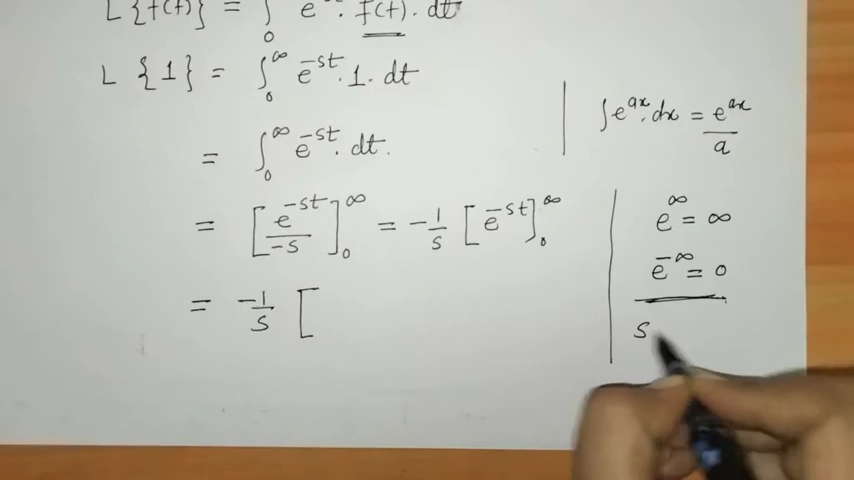 L {f(t)} = ∫₀ e . f(t). dt
L {1} = ∫₀^∞ e^-st . 1 . dt
= ∫₀^∞ e^-st . dt.
= [e^-st / -s]₀^∞ = -1/s [e^-st]₀^∞
= -1/s [
∫e^ax . dx = e^ax / a
e^∞ = ∞
e^-∞ = 0
s